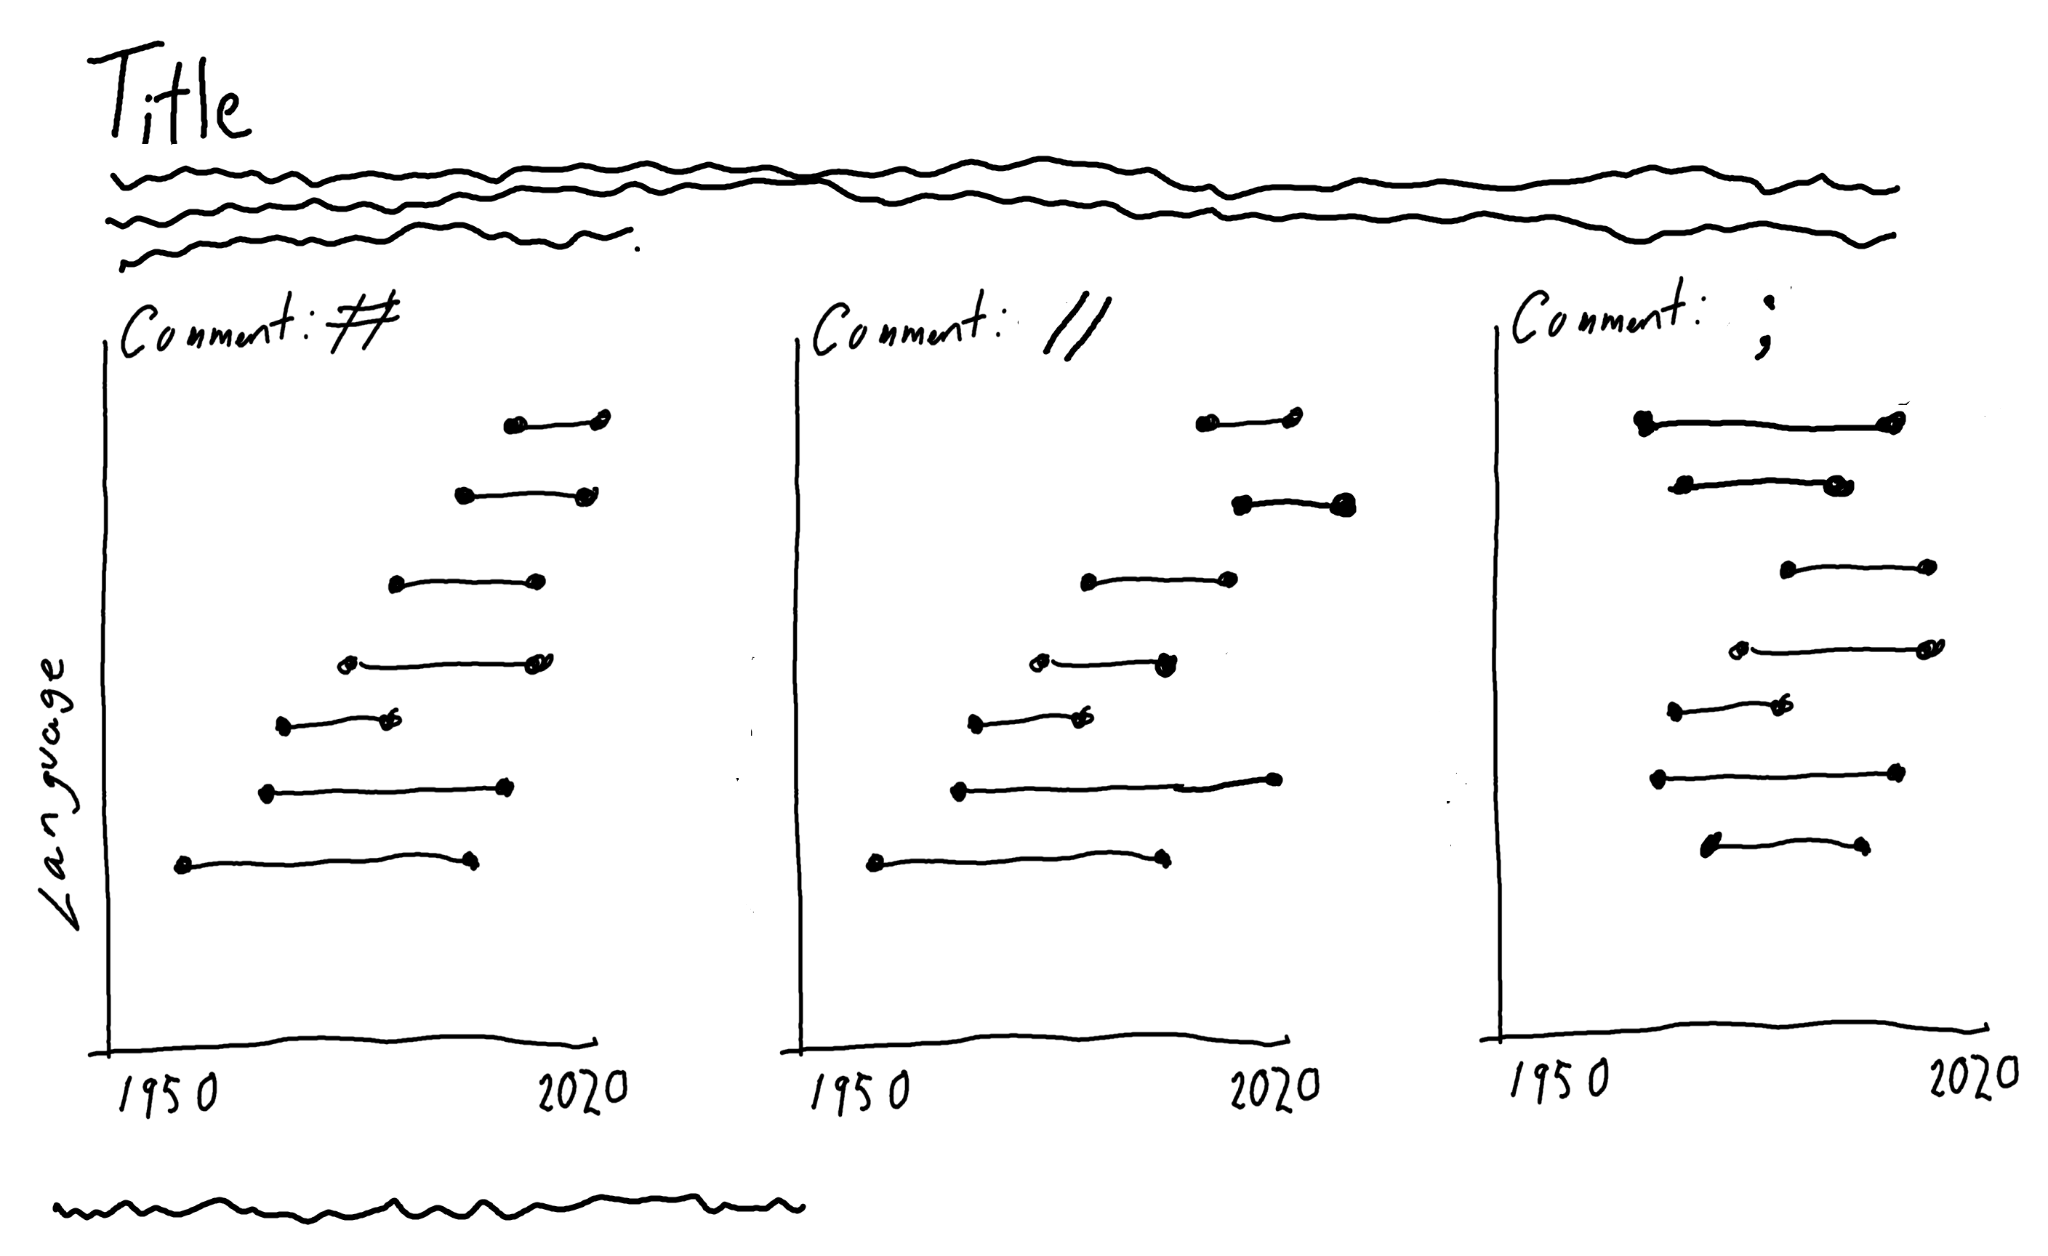 Title
Comment: #
Comment: //
Comment: ;
Language
1950 2020
1950 2020
1950 2020